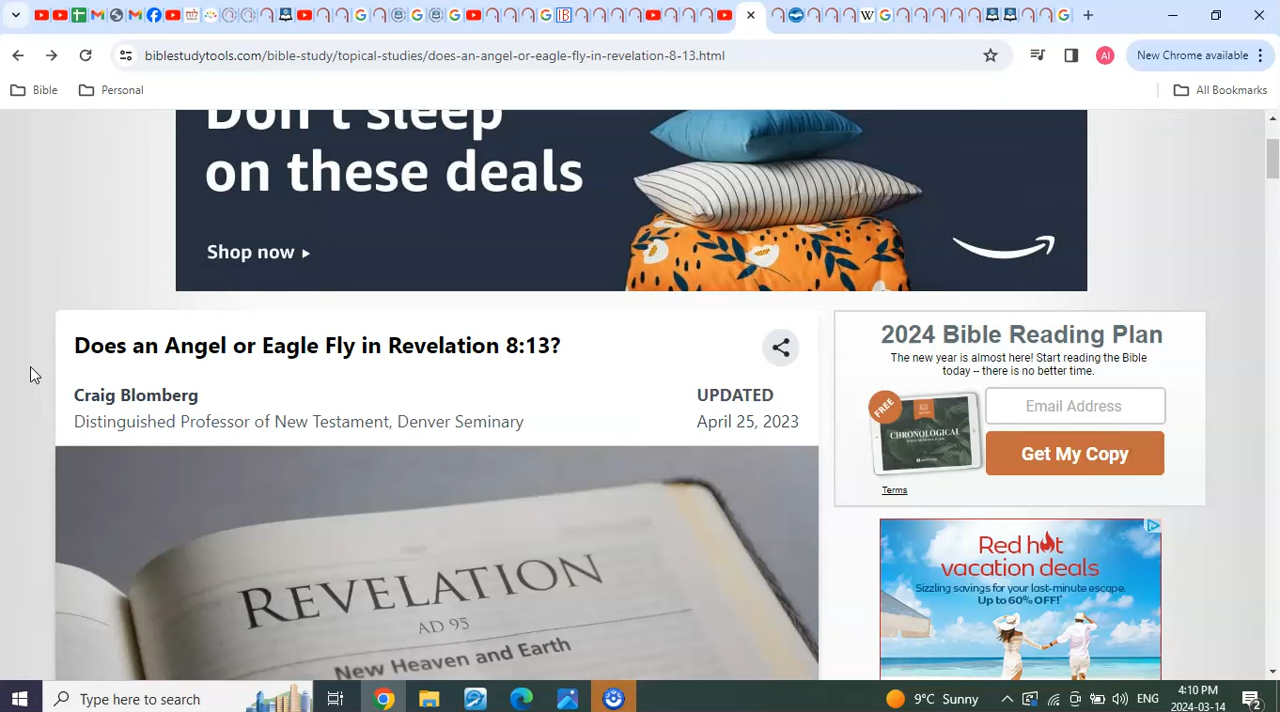 biblestudytools.com/bible-study/topical-studies/does-an-angel-or-eagle-fly-in-revelation-8-13.html
AI
New Chrome available
Bible
Personal
All Bookmarks
Don't sleep
on these deals
Shop now
Does an Angel or Eagle Fly in Revelation 8:13?
Craig Blomberg
Distinguished Professor of New Testament, Denver Seminary
UPDATED
April 25, 2023
REVELATION
AD 95
New Heaven and Earth
2024 Bible Reading Plan
The new year is almost here! Start reading the Bible
today – there is no better time.
FREE
CHRONOLOGICAL
Email Address
Get My Copy
Terms
Red hot
vacation deals
Sizzling savings for your last-minute escape.
Up to 60% OFF!*
Type here to search
9°C Sunny
ENG
4:10 PM
2024-03-14
2